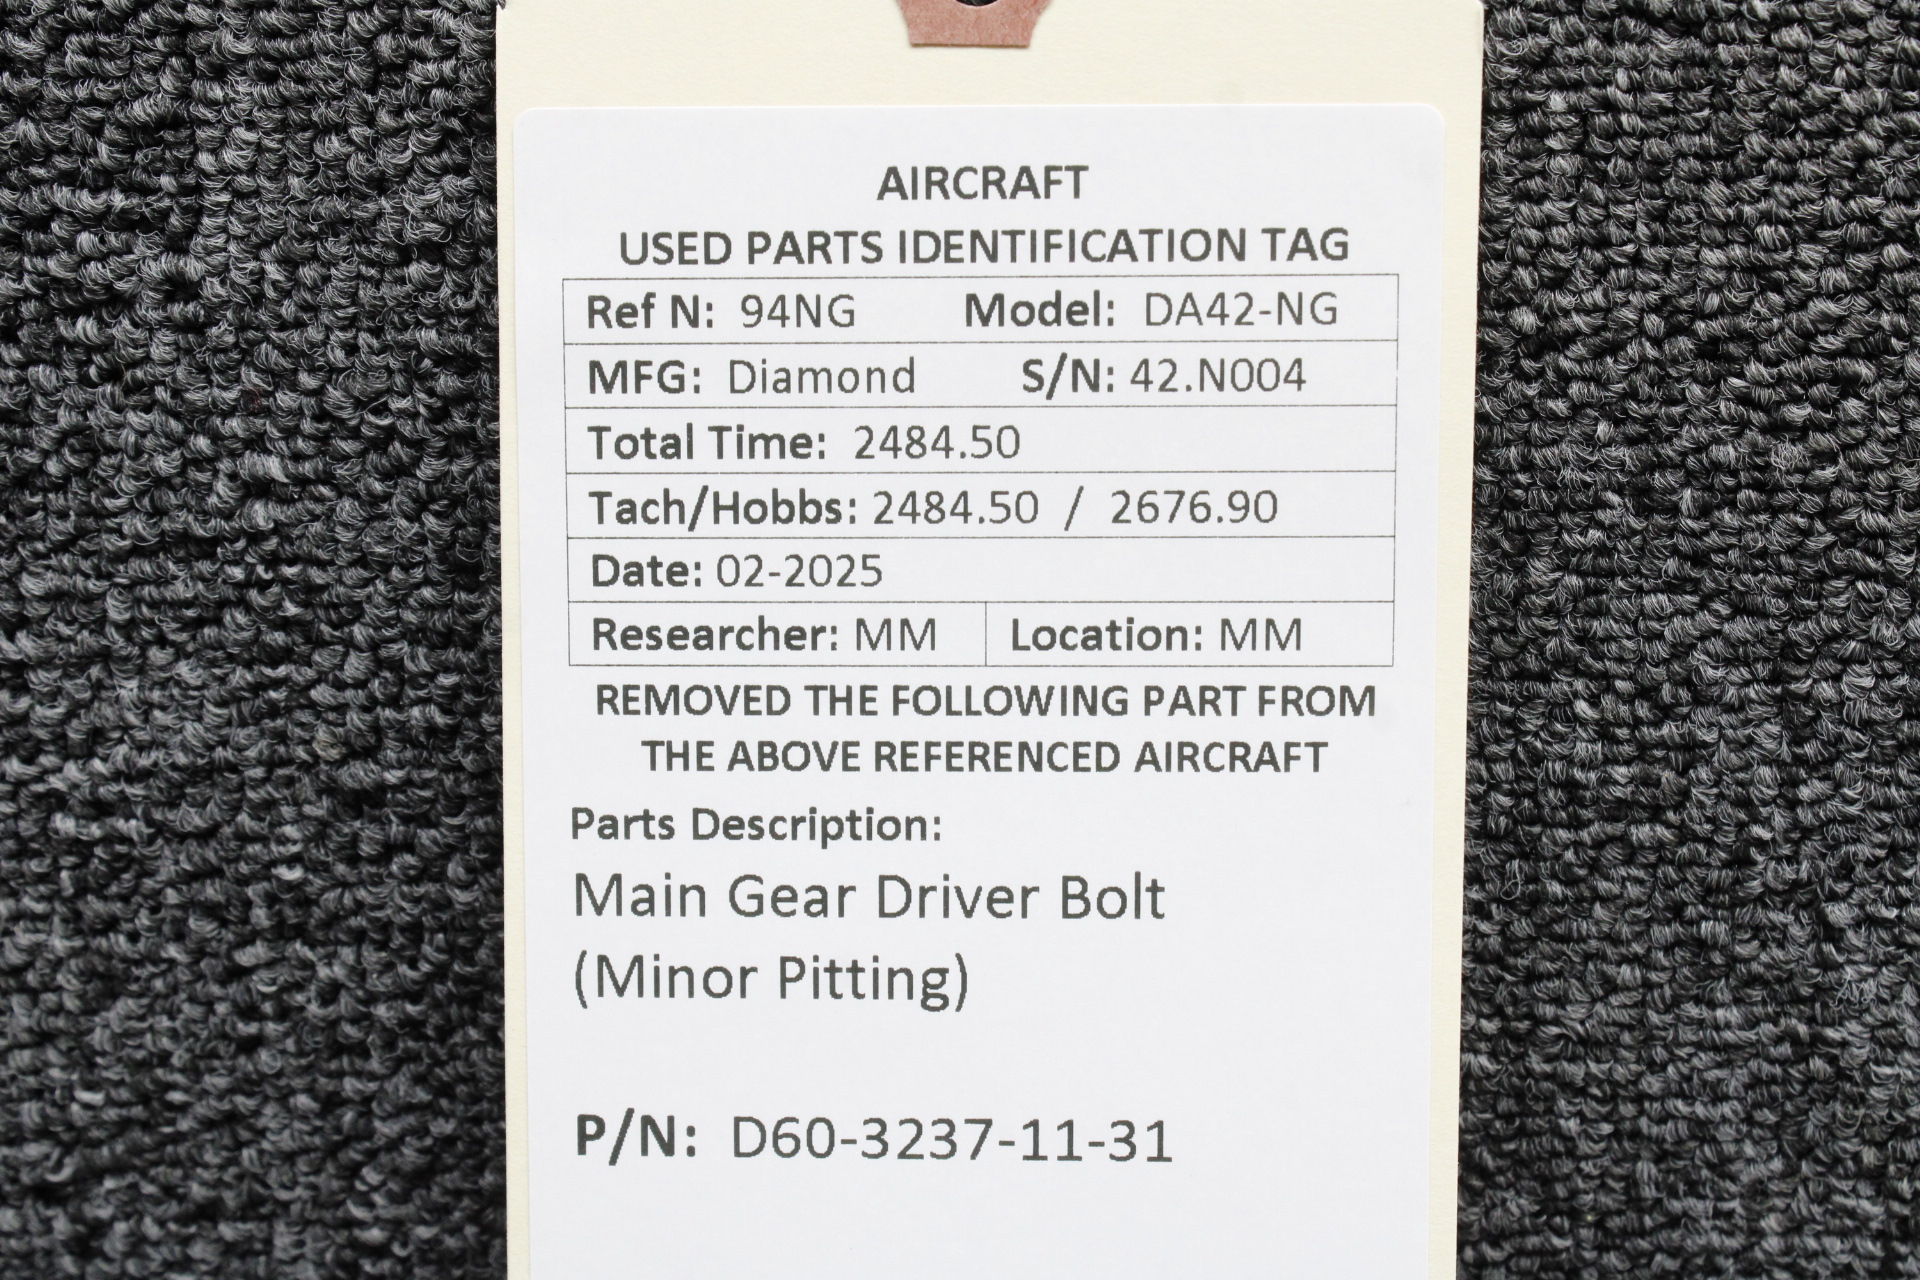 AIRCRAFT
USED PARTS IDENTIFICATION TAG
Ref N: 94NG Model: DA42-NG
MFG: Diamond S/N: 42.N004
Total Time: 2484.50
Tach/Hobbs: 2484.50 / 2676.90
Date: 02-2025
Researcher: MM Location: MM
REMOVED THE FOLLOWING PART FROM
THE ABOVE REFERENCED AIRCRAFT
Parts Description:
Main Gear Driver Bolt
(Minor Pitting)
P/N: D60-3237-11-31